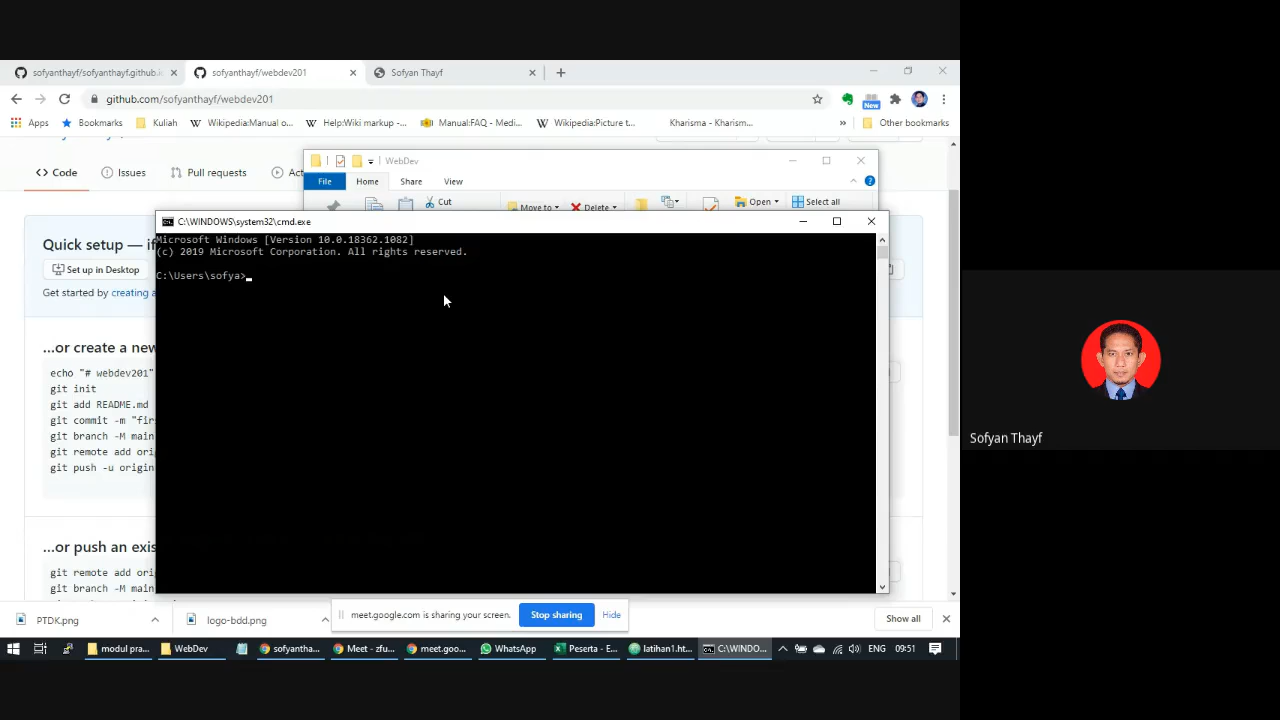 sofyanthayf/sofyanthayf.github.i
sofyanthayf/webdev201
Sofyan Thayf
github.com/sofyanthayf/webdev201
New
Apps
Bookmarks
Kuliah
Wikipedia:Manual o...
Help:Wiki markup -...
Manual:FAQ - Medi...
Wikipedia:Picture t...
Kharisma - Kharism...
»
Other bookmarks
Code
Issues
Pull requests
Act
WebDev
File
Home
Share
View
Cut
Move to
Delete
Open
Select all
Quick setup — if
Set up in Desktop
Get started by creating a
C:\WINDOWS\system32\cmd.exe
Microsoft Windows [Version 10.0.18362.1082]
(c) 2019 Microsoft Corporation. All rights reserved.
C:\Users\sofya>
…or create a new
echo "# webdev201"
git init
git add README.md
git commit -m "fir
git branch -M main
git remote add ori
git push -u origin
…or push an exis
git remote add ori
git branch -M main
PTDK.png
logo-bdd.png
meet.google.com is sharing your screen.
Stop sharing
Hide
Show all
modul pra...
WebDev
sofyantha...
Meet - zfu...
meet.goo...
WhatsApp
Peserta - E...
latihan1.ht...
C:\WINDO...
ENG
09:51
Sofyan Thayf